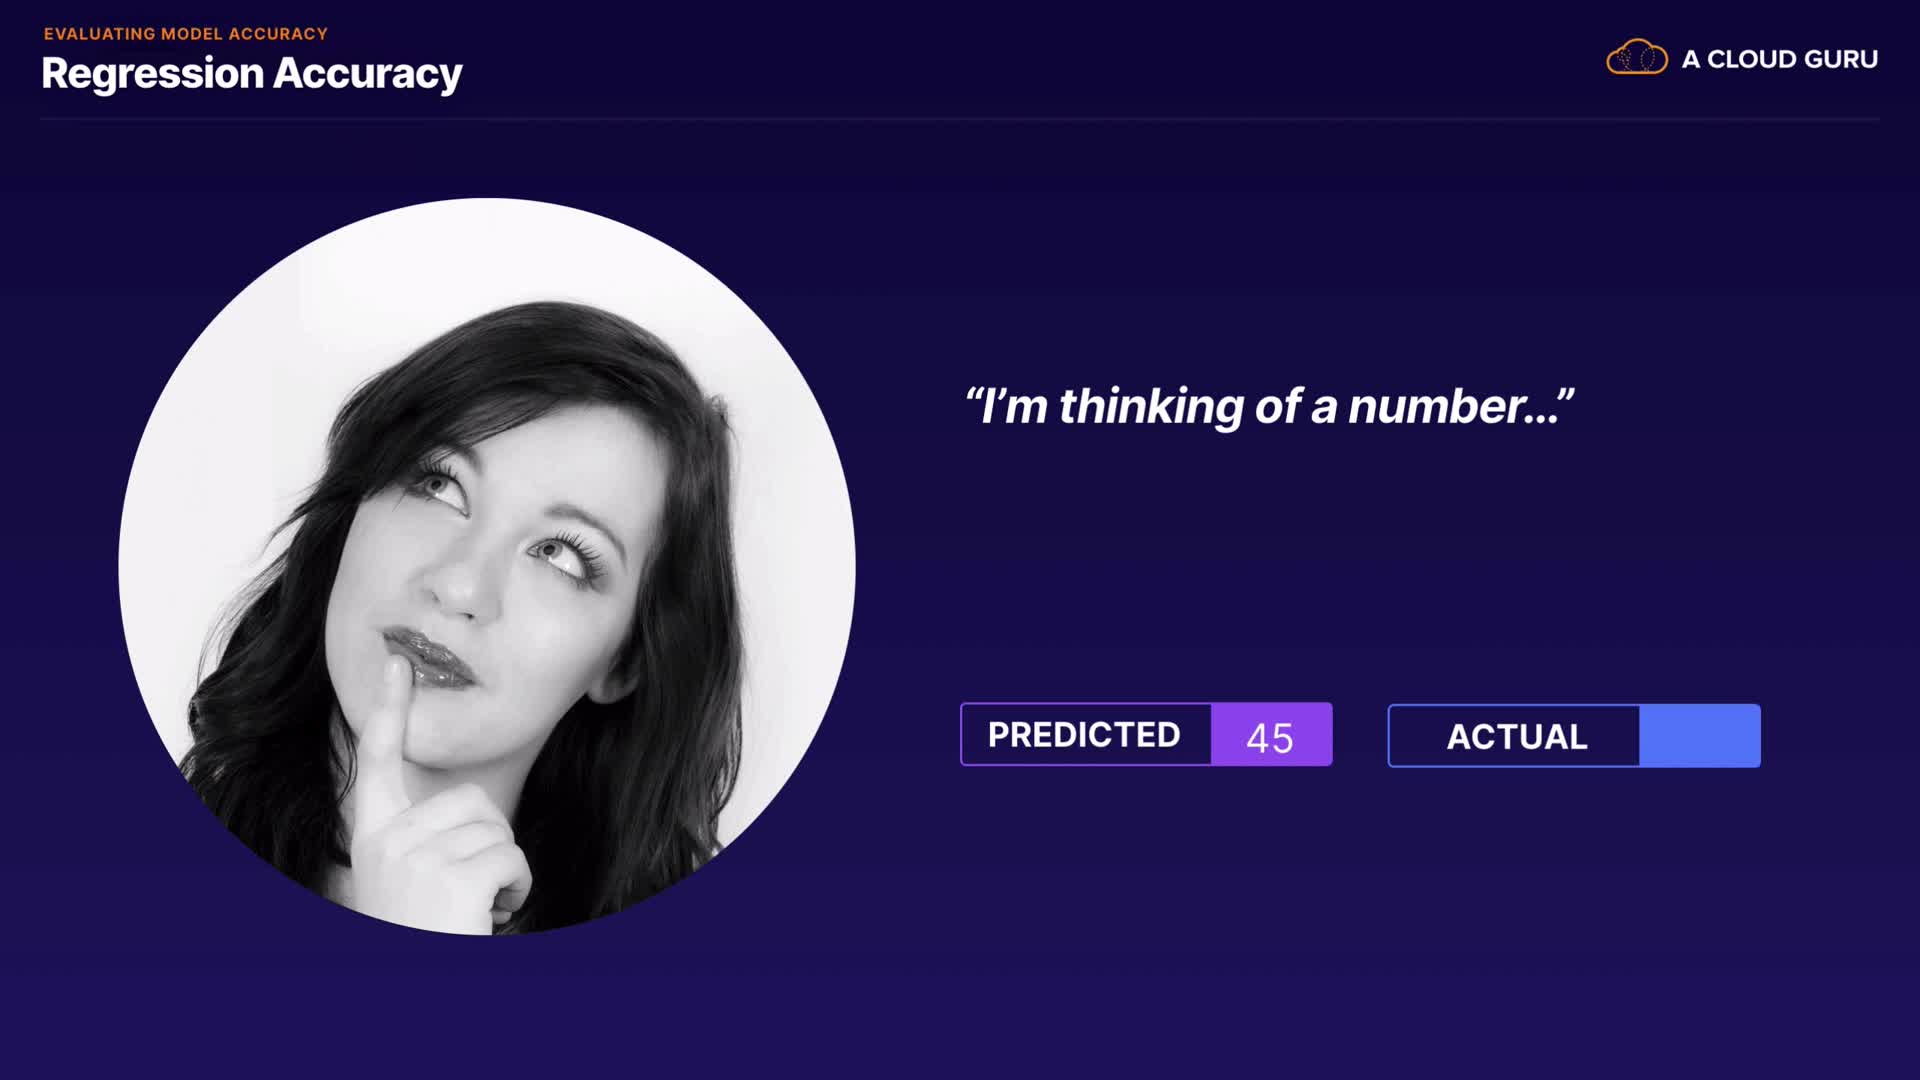 EVALUATING MODEL ACCURACY
Regression Accuracy
A CLOUD GURU
“I’m thinking of a number...”
PREDICTED 45
ACTUAL